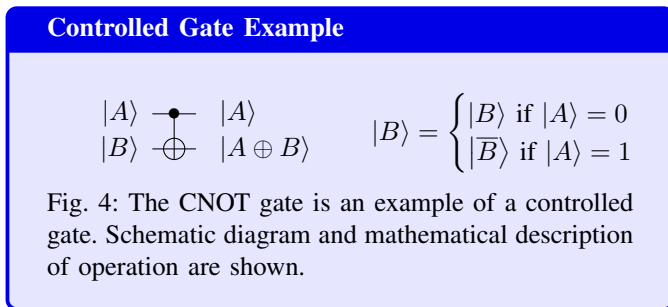 Controlled Gate Example
|A⟩ |A⟩
|B⟩ |A ⊕ B⟩
|B⟩ = { |B⟩ if |A⟩ = 0
|B̅⟩ if |A⟩ = 1
Fig. 4: The CNOT gate is an example of a controlled
gate. Schematic diagram and mathematical description
of operation are shown.